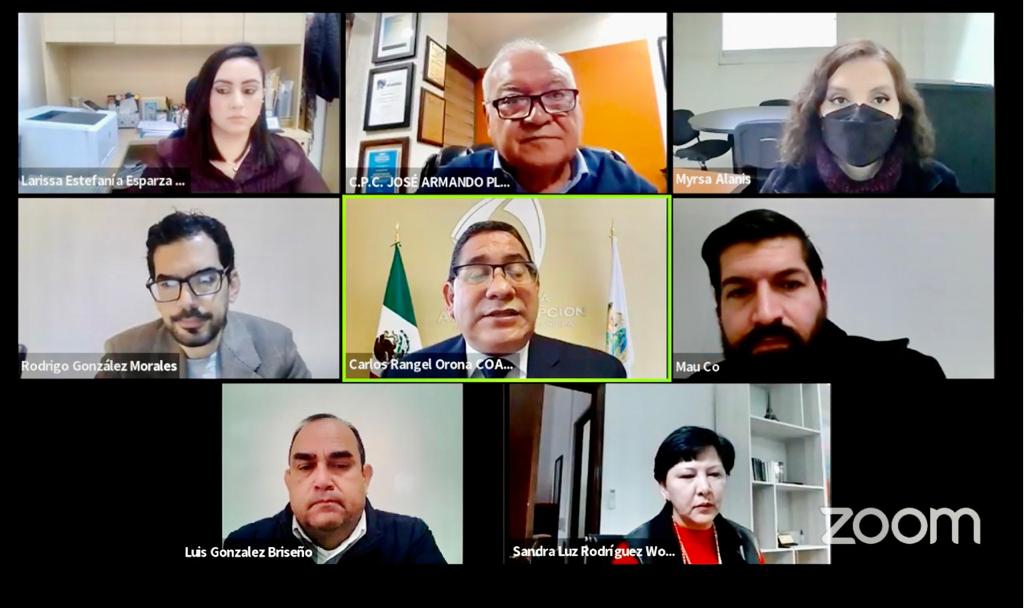 Larissa Estefanía Esparza ...
C.P.C. JOSÉ ARMANDO PL...
Myrsa Alanis
Rodrigo González Morales
Carlos Rangel Orona COA...
Mau Co
Luis Gonzalez Briseño
Sandra Luz Rodríguez Wo...
zoom